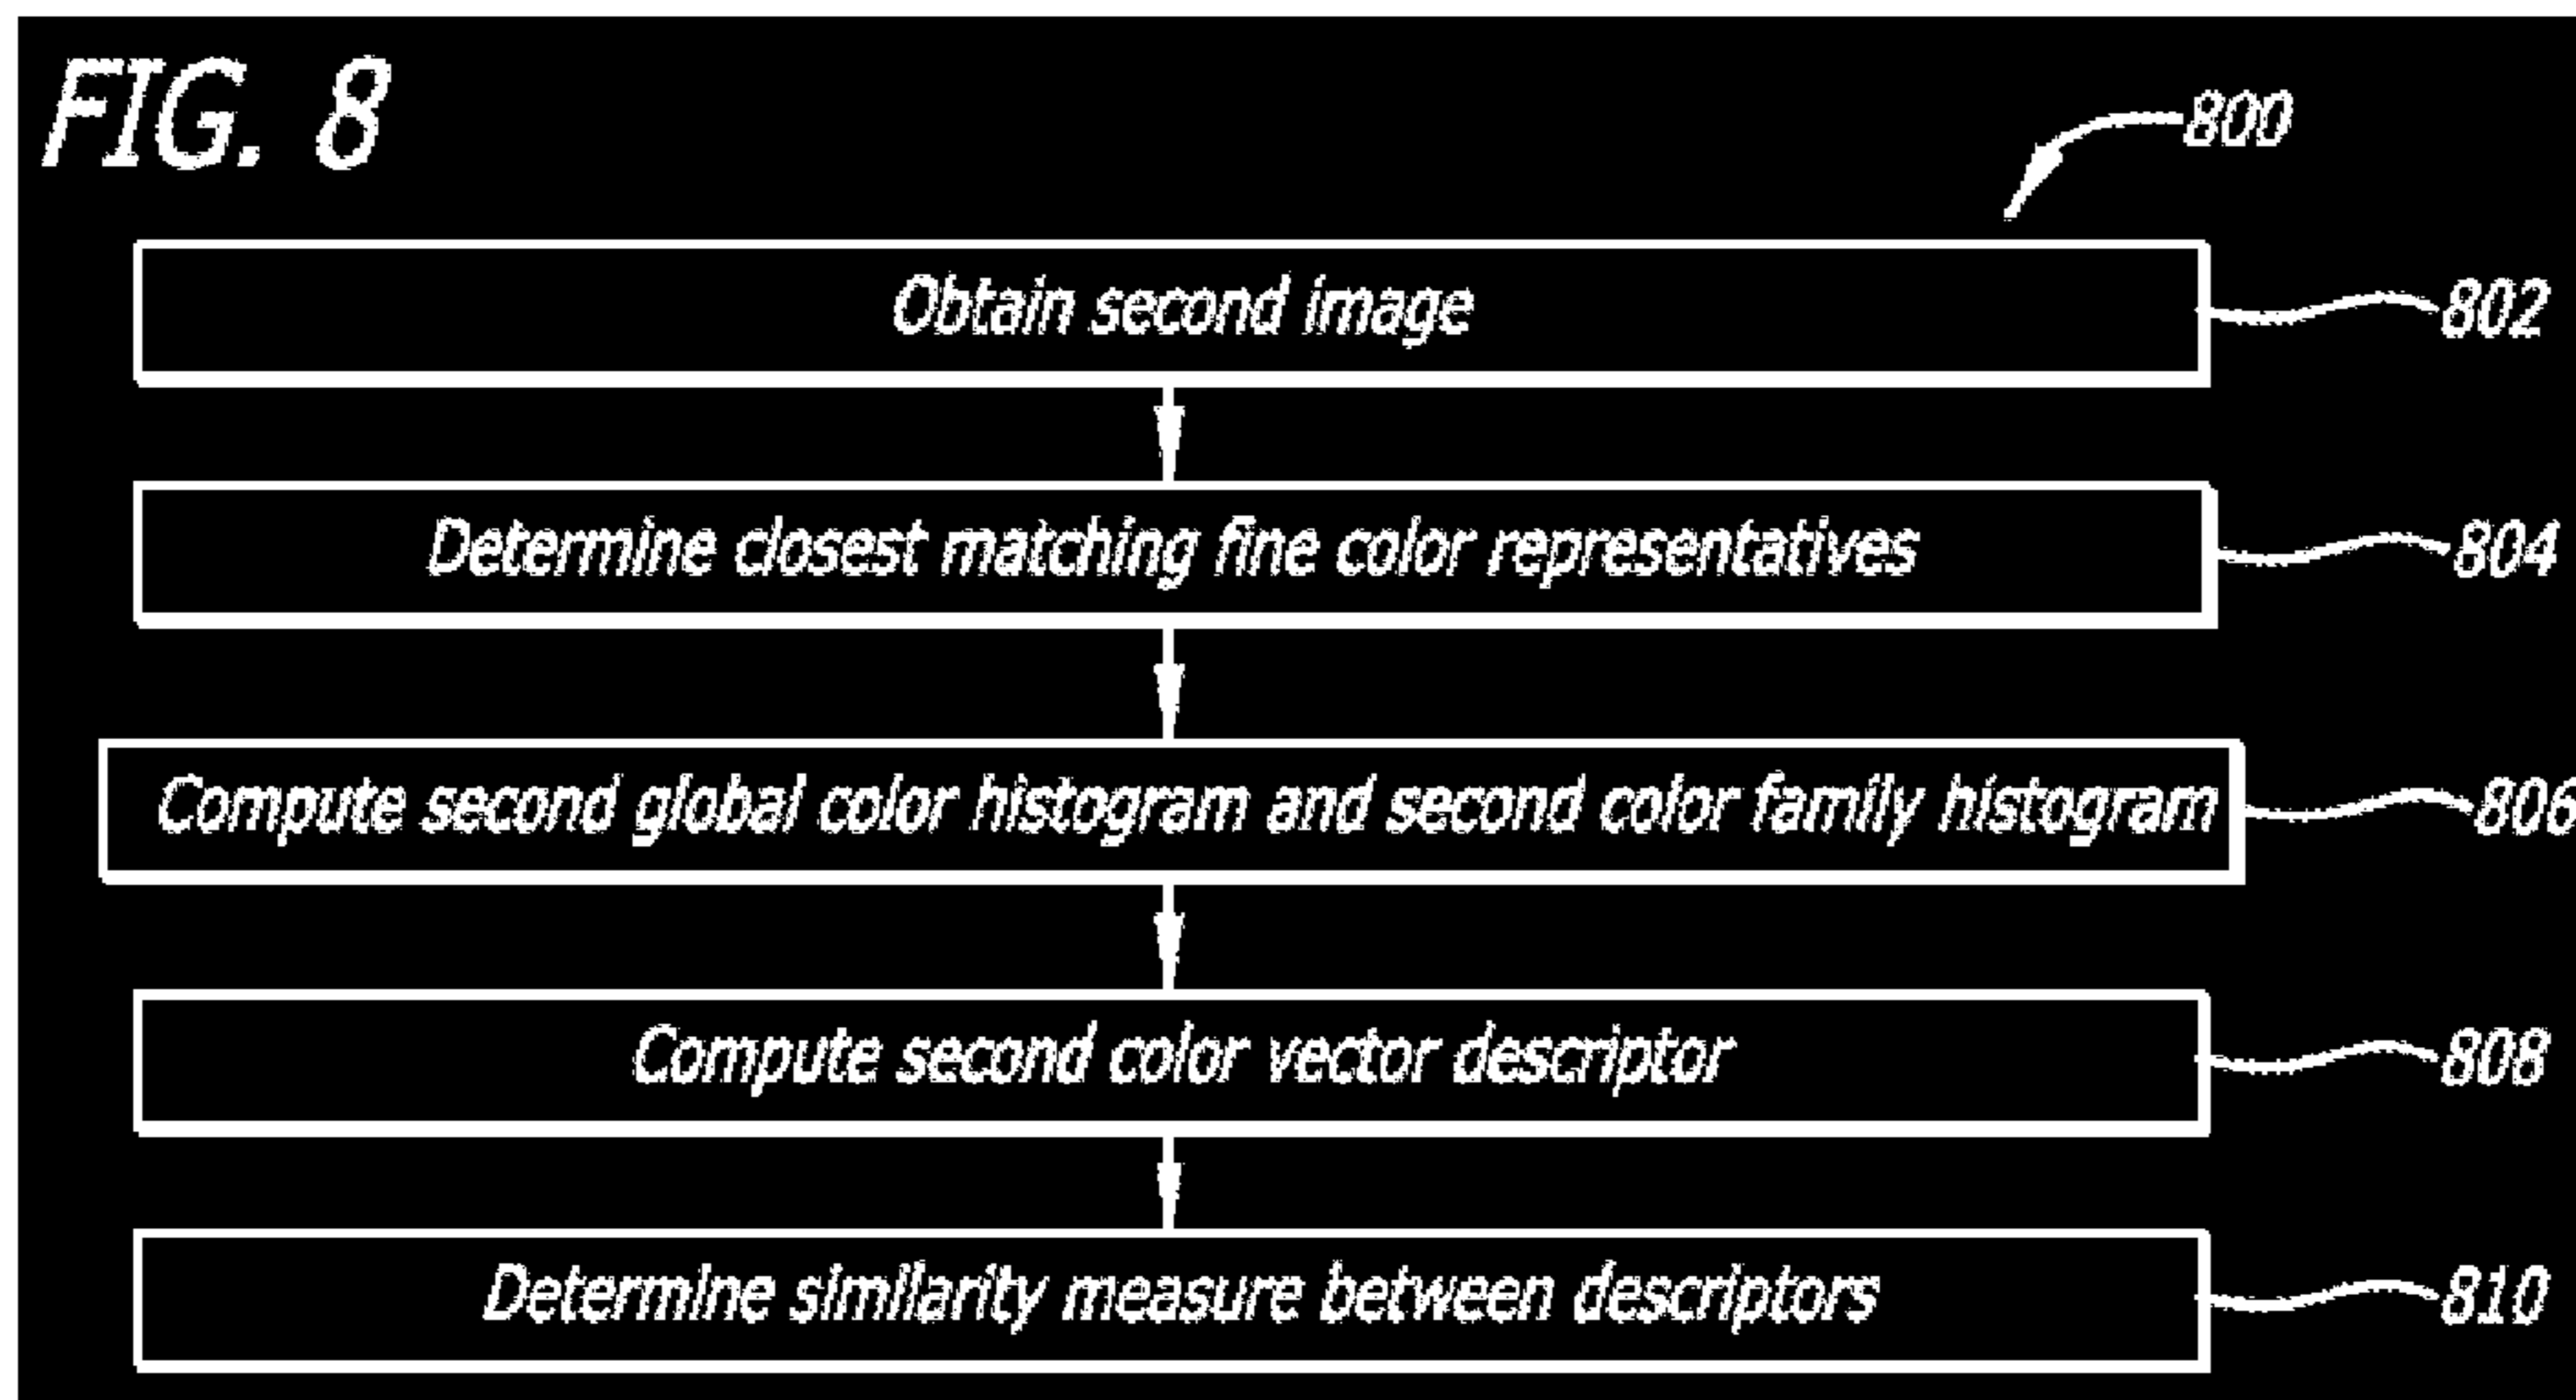 FIG. 8
800
Obtain second image
802
Determine closest matching fine color representatives
804
Compute second global color histogram and second color family histogram
806
Compute second color vector descriptor
808
Determine similarity measure between descriptors
810